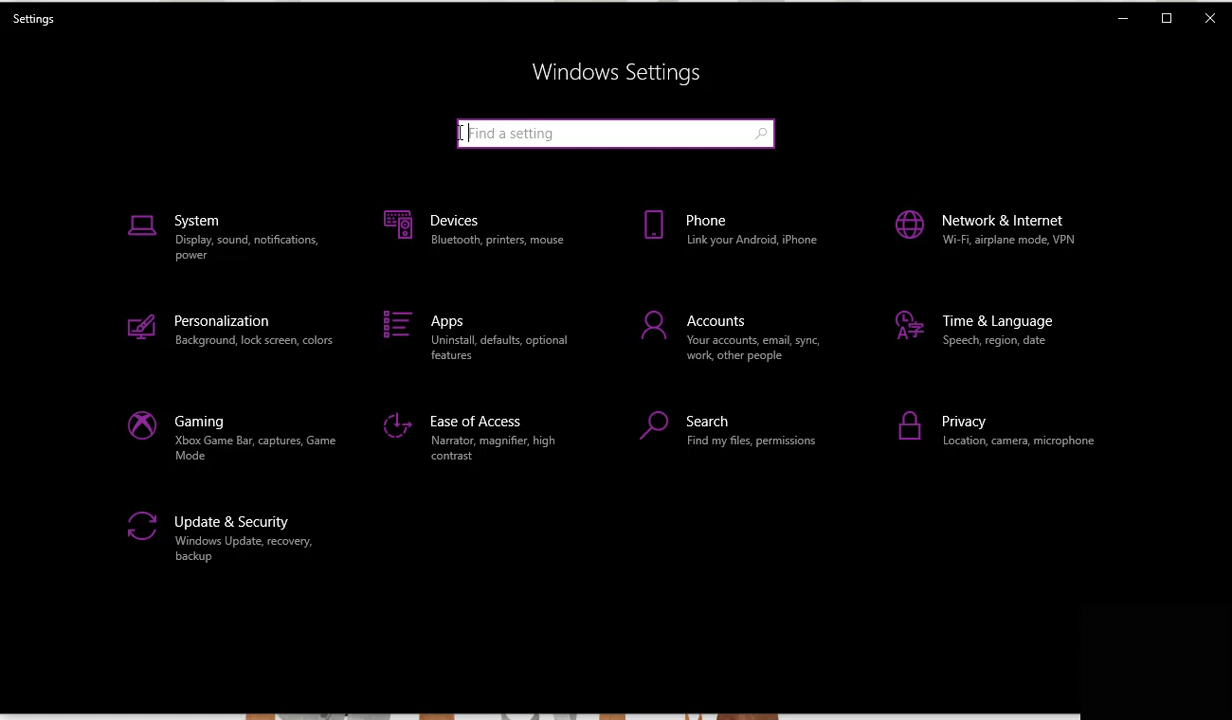 Settings
Windows Settings
Find a setting
System
Display, sound, notifications,
power
Devices
Bluetooth, printers, mouse
Phone
Link your Android, iPhone
Network & Internet
Wi-Fi, airplane mode, VPN
Personalization
Background, lock screen, colors
Apps
Uninstall, defaults, optional
features
Accounts
Your accounts, email, sync,
work, other people
Time & Language
Speech, region, date
Gaming
Xbox Game Bar, captures, Game
Mode
Ease of Access
Narrator, magnifier, high
contrast
Search
Find my files, permissions
Privacy
Location, camera, microphone
Update & Security
Windows Update, recovery,
backup